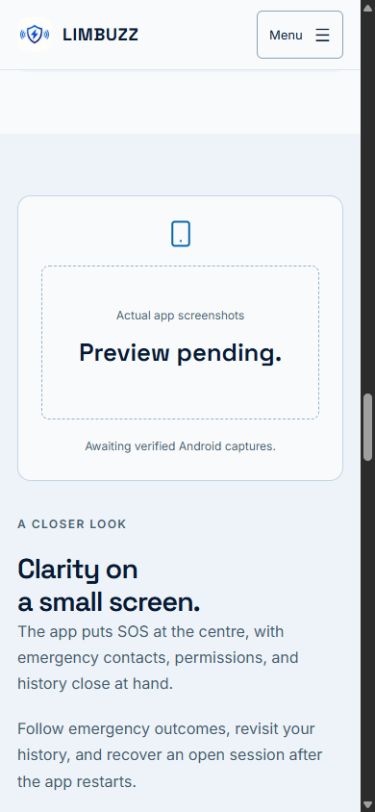 LIMBUZZ
Menu
Actual app screenshots
Preview pending.
Awaiting verified Android captures.
A CLOSER LOOK
Clarity on
a small screen.
The app puts SOS at the centre, with
emergency contacts, permissions, and
history close at hand.
Follow emergency outcomes, revisit your
history, and recover an open session after
the app restarts.